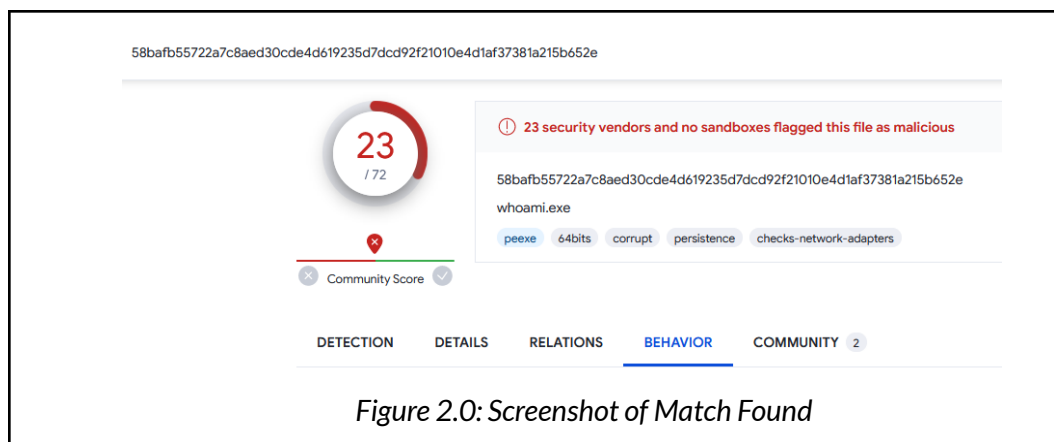 58bafb55722a7c8aed30cde4d619235d7dcd92f21010e4d1af37381a215b652e
23
/ 72
Community Score
23 security vendors and no sandboxes flagged this file as malicious
58bafb55722a7c8aed30cde4d619235d7dcd92f21010e4d1af37381a215b652e
whoami.exe
peexe 64bits corrupt persistence checks-network-adapters
DETECTION DETAILS RELATIONS BEHAVIOR COMMUNITY 2
Figure 2.0: Screenshot of Match Found